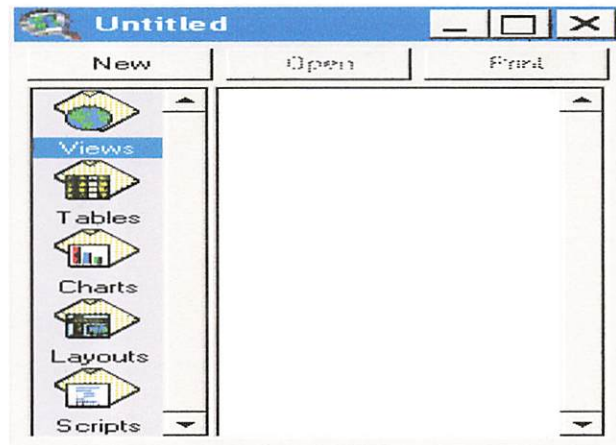 Untitled
New Open Print
Views
Tables
Charts
Layouts
Scripts